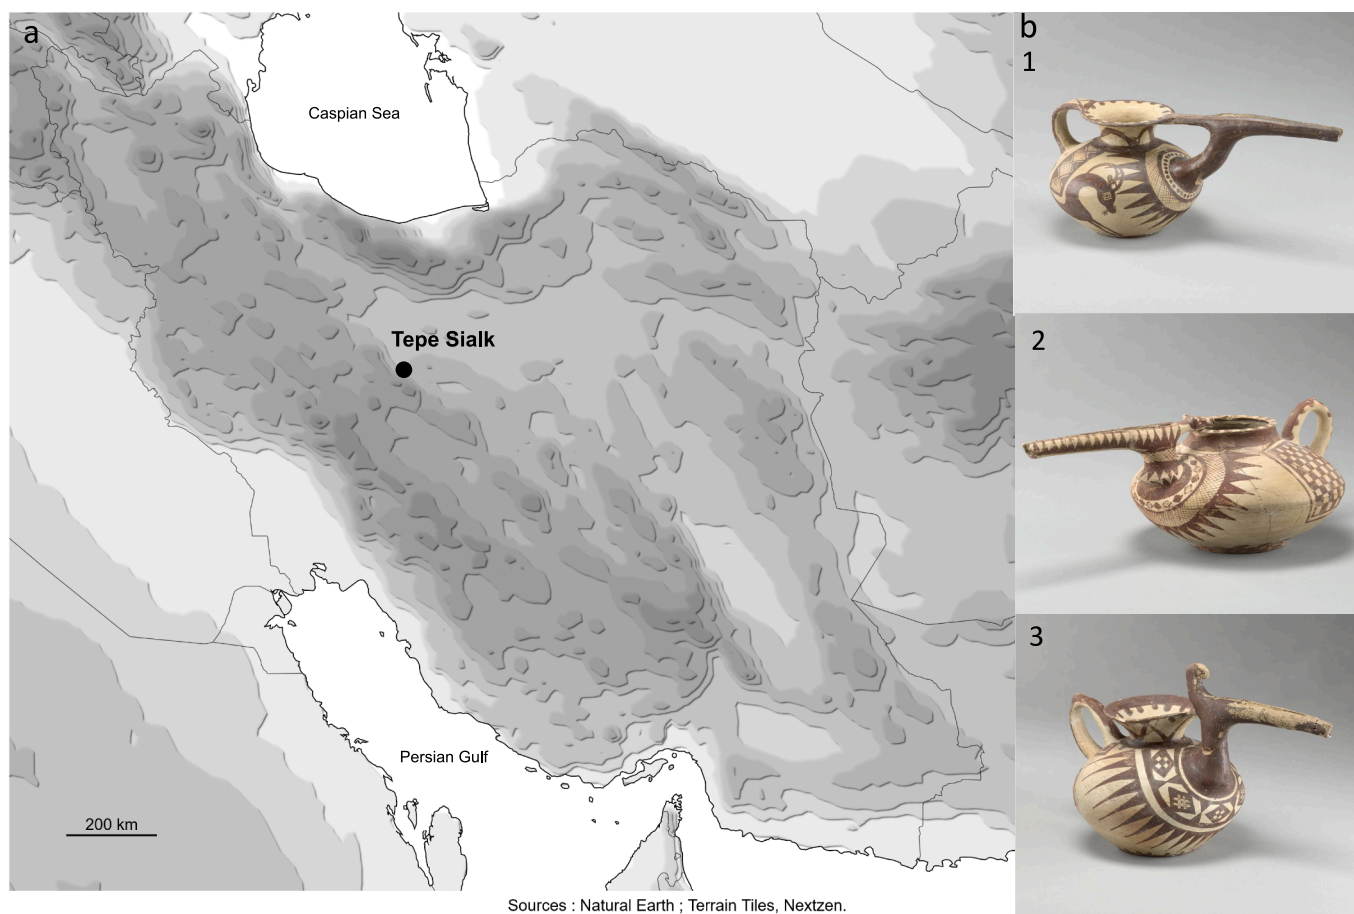 a
Caspian Sea
Tepe Sialk
Persian Gulf
200 km
Sources : Natural Earth ; Terrain Tiles, Nextzen.
b
1
2
3